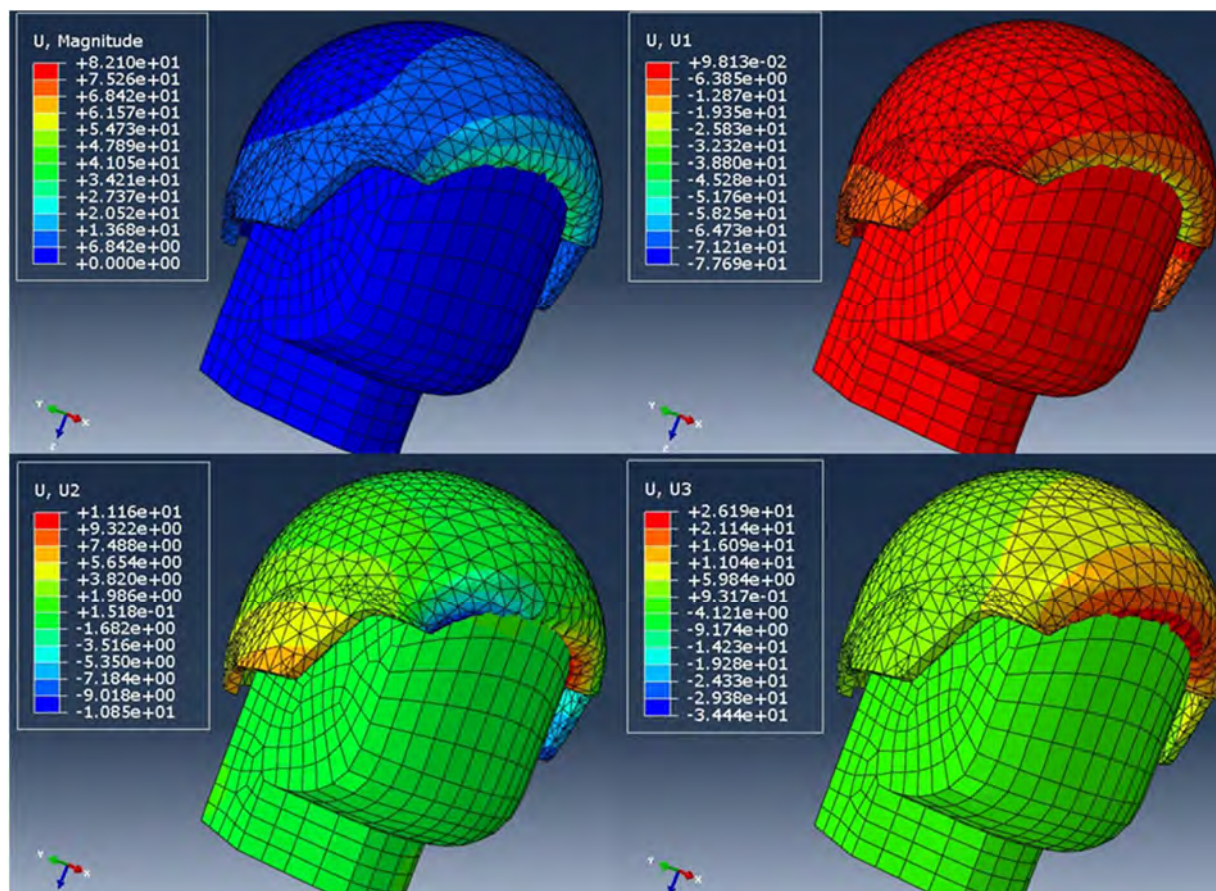 U, Magnitude
+8.210e+01
+7.526e+01
+6.842e+01
+6.157e+01
+5.473e+01
+4.789e+01
+4.105e+01
+3.421e+01
+2.737e+01
+2.052e+01
+1.368e+01
+6.842e+00
+0.000e+00
Y
X
Z
U, U1
+9.813e-02
-6.385e+00
-1.287e+01
-1.935e+01
-2.583e+01
-3.232e+01
-3.880e+01
-4.528e+01
-5.176e+01
-5.825e+01
-6.473e+01
-7.121e+01
-7.769e+01
Y
X
Z
U, U2
+1.116e+01
+9.322e+00
+7.488e+00
+5.654e+00
+3.820e+00
+1.986e+00
+1.518e-01
-1.682e+00
-3.516e+00
-5.350e+00
-7.184e+00
-9.018e+00
-1.085e+01
Y
X
U, U3
+2.619e+01
+2.114e+01
+1.609e+01
+1.104e+01
+5.984e+00
+9.317e-01
-4.121e+00
-9.174e+00
-1.423e+01
-1.928e+01
-2.433e+01
-2.938e+01
-3.444e+01
Y
X